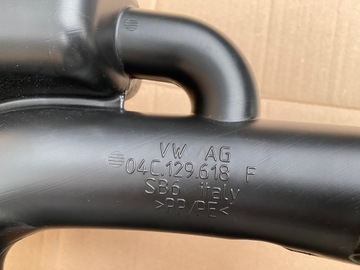 VW AG
04C.129.618 F
SB6 italy
>PP/PE<